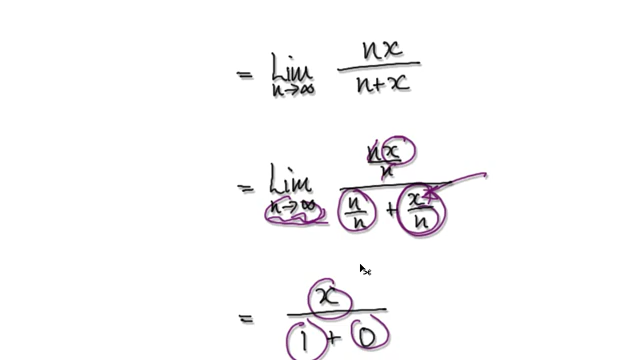 = Lim n→∞ nx/(n+x)
= Lim n→∞ (nx/n)/(n/n + x/n)
= x/(1 + 0)